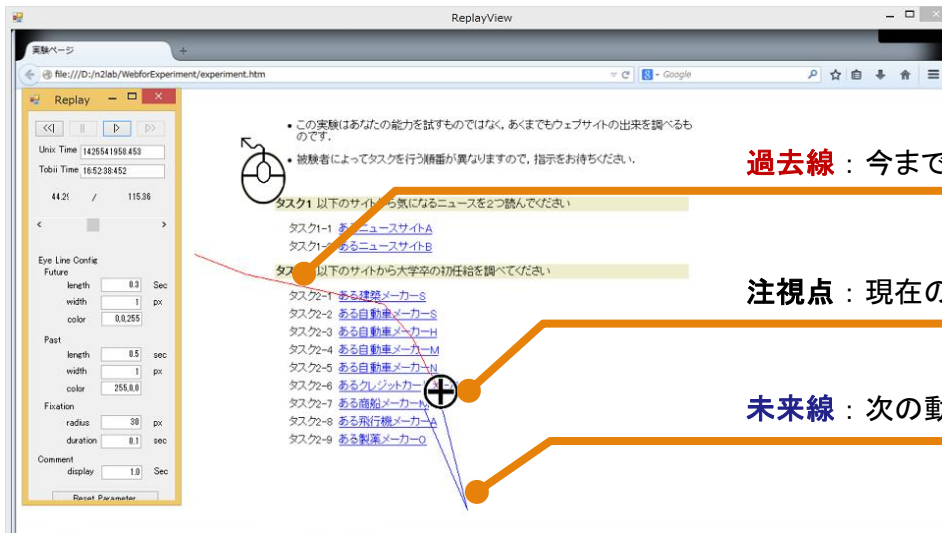 ReplayView
実験ページ
file:///D:/n2lab/WebforExperiment/experiment.htm
Google
Replay
Unix Time 1425541958.453
Tobii Time 16:52:38:452
/ 115.36
Eye Line Config
Future
length 0.3 Sec
width 1 px
color 0,0,255
Past
length 0.5 sec
width 1 px
color 255,0,0
Fixation
radius 30 px
duration 0.1 sec
Comment
display 1.0 Sec
Reset Parameter
• この実験はあなたの能力を試すものではなく, あくまでもウェブサイトの出来を調べるも
のです.
• 被験者によってタスクを行う順番が異なりますので, 指示をお待ちください.
タスク1 以下のサイトから気になるニュースを2つ読んでください
タスク1-1 あるニュースサイトA
タスク1- あるニュースサイトB
タス 以下のサイトから大学卒の初任給を調べてください
タスク2-1 ある建築メーカーS
タスク2-2 ある自動車メーカーS
タスク2-3 ある自動車メーカーH
タスク2-4 ある自動車メーカーM
タスク2-5 ある自動車メーカーN
タスク2-6 あるクレジットカー
タスク2-7 ある商船メーカー
タスク2-8 ある飛行機メーカーA
タスク2-9 ある製薬メーカーO
過去線：今まで
注視点：現在の
未来線：次の動